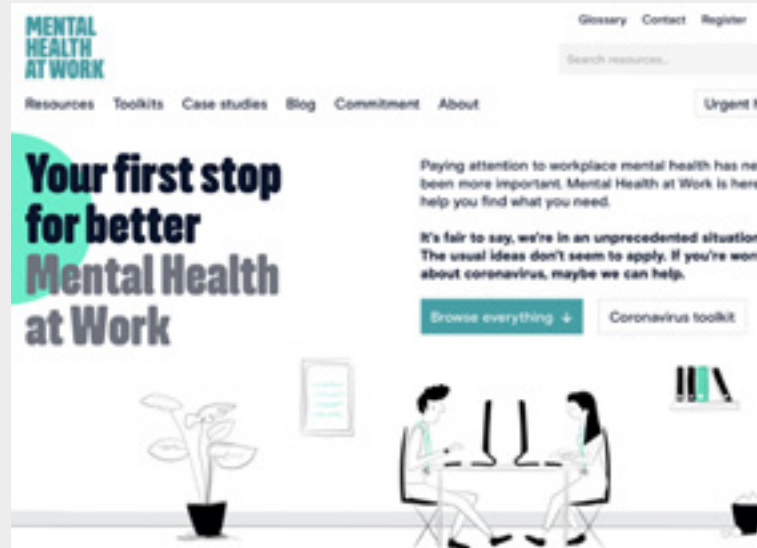 MENTAL
HEALTH
AT WORK
Glossary Contact Register
Search resources...
Resources Toolkits Case studies Blog Commitment About
Urgent
Your first stop
for better
Mental Health
at Work
Paying attention to workplace mental health has
been more important. Mental Health at Work is here
help you find what you need.
It's fair to say, we're in an unprecedented situation
The usual ideas don't seem to apply. If you're
about coronavirus, maybe we can help.
Browse everything ↓
Coronavirus toolkit